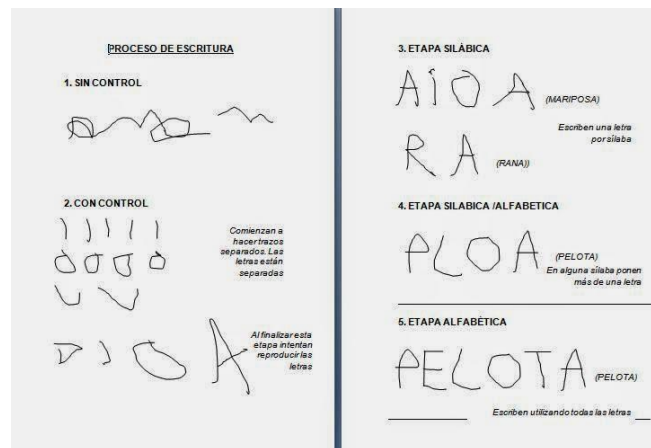 PROCESO DE ESCRITURA
1. SIN CONTROL
2. CON CONTROL
Comienzan a
hacer trazos
separados. Las
letras están
separadas
Al finalizar esta
etapa intentan
reproducir las
letras
A
3. ETAPA SILÁBICA
AIOA (MARIPOSA)
Escriben una letra
por sílaba
RA (RANA))
4. ETAPA SILABICA /ALFABETICA
PLOA (PELOTA)
En alguna sílaba ponen
más de una letra
5. ETAPA ALFABÉTICA
PELOTA (PELOTA)
Escriben utilizando todas las letras